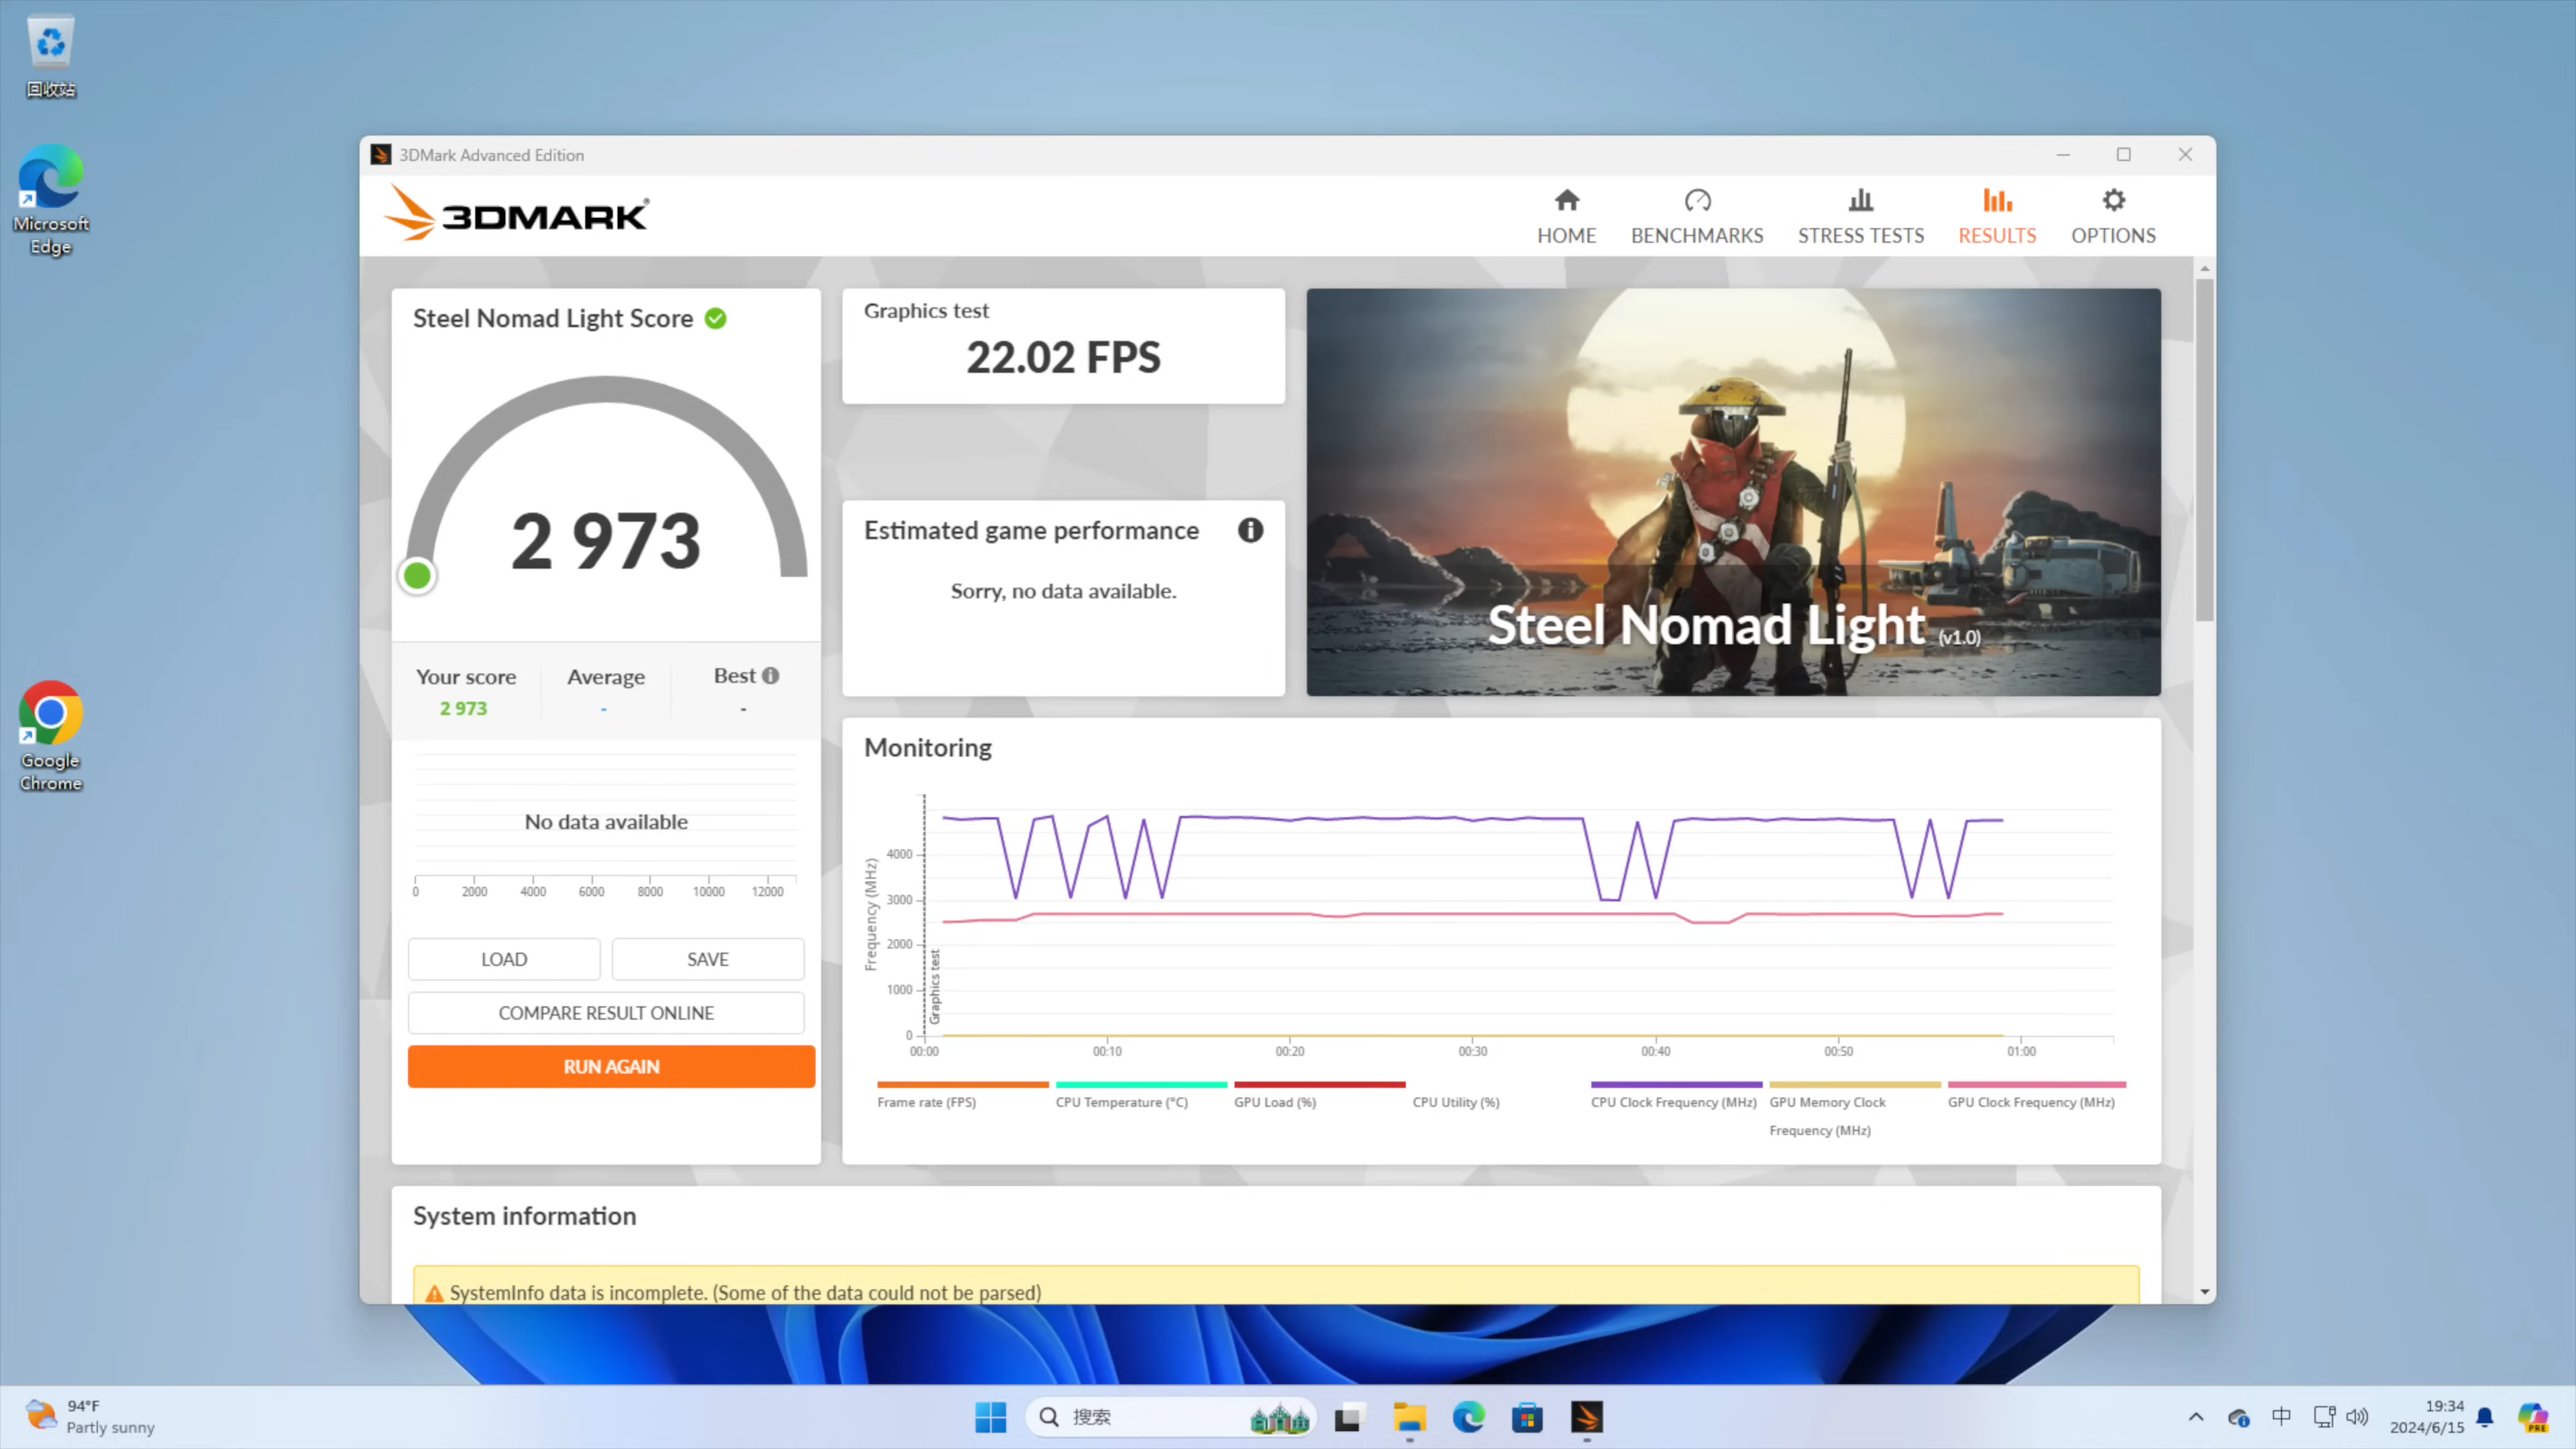 回收站
Microsoft
Edge
Google
Chrome
3DMark Advanced Edition
3DMARK®
HOME
BENCHMARKS
STRESS TESTS
RESULTS
OPTIONS
Steel Nomad Light Score
2 973
Your score
Average
Best
2 973
-
-
No data available
0 2000 4000 6000 8000 10000 12000
LOAD
SAVE
COMPARE RESULT ONLINE
RUN AGAIN
Graphics test
22.02 FPS
Estimated game performance
Sorry, no data available.
Steel Nomad Light (v1.0)
Monitoring
Frequency (MHz)
4000
3000
2000
1000
0
Graphics test
00:00 00:10 00:20 00:30 00:40 00:50 01:00
Frame rate (FPS)
CPU Temperature (°C)
GPU Load (%)
CPU Utility (%)
CPU Clock Frequency (MHz)
GPU Memory Clock
Frequency (MHz)
GPU Clock Frequency (MHz)
System information
SystemInfo data is incomplete. (Some of the data could not be parsed)
94°F
Partly sunny
搜索
中
19:34
2024/6/15
PRE